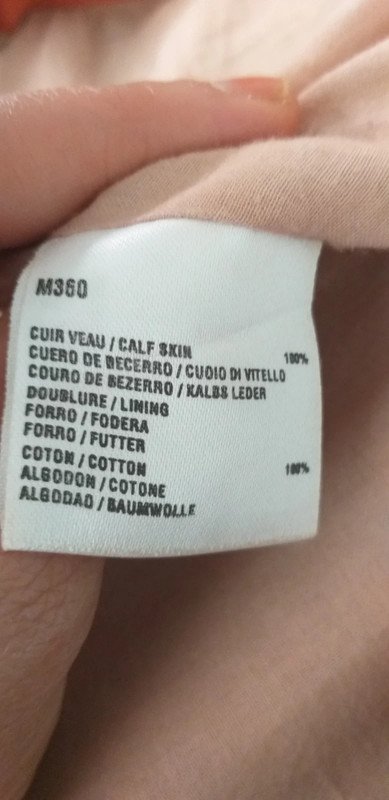 M360
CUIR VEAU / CALF SKIN 100%
CUERO DE BECERRO / CUOIO DI VITELLO
COURO DE BEZERRO / KALBS LEDER
DOUBLURE / LINING
FORRO / FODERA
FORRO / FUTTER
COTON / COTTON 100%
ALGODON / COTONE
ALGODAO / BAUMWOLLE